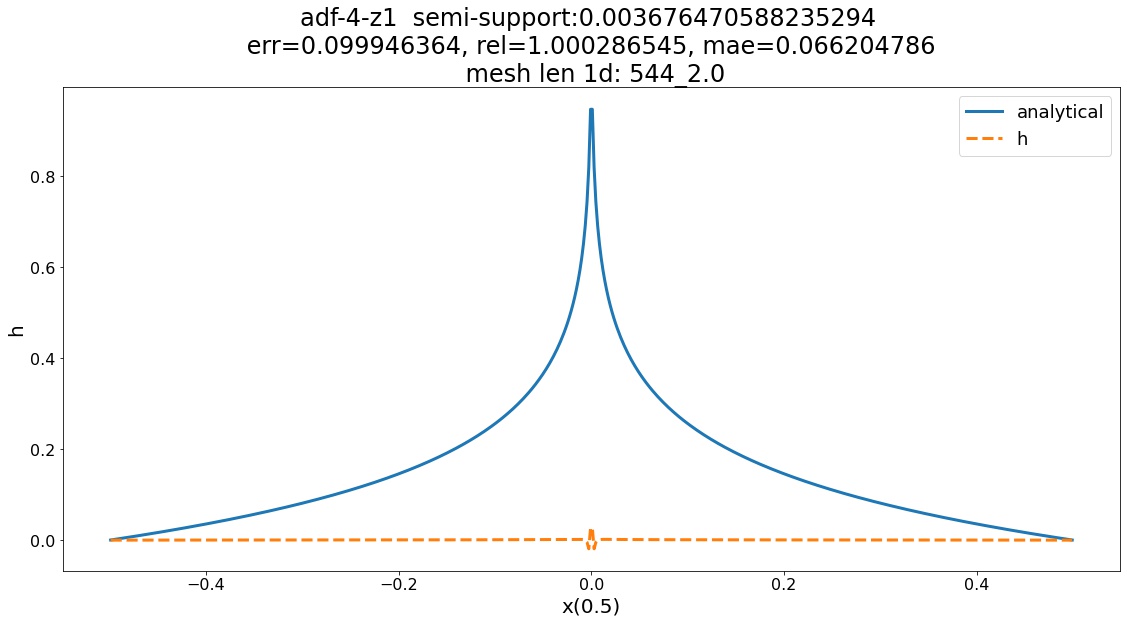 adf-4-z1 semi-support:0.003676470588235294
err=0.099946364, rel=1.000286545, mae=0.066204786
mesh len 1d: 544_2.0
analytical
h
h
0.8
0.6
0.4
0.2
0.0
−0.4
−0.2
0.0
0.2
0.4
x(0.5)